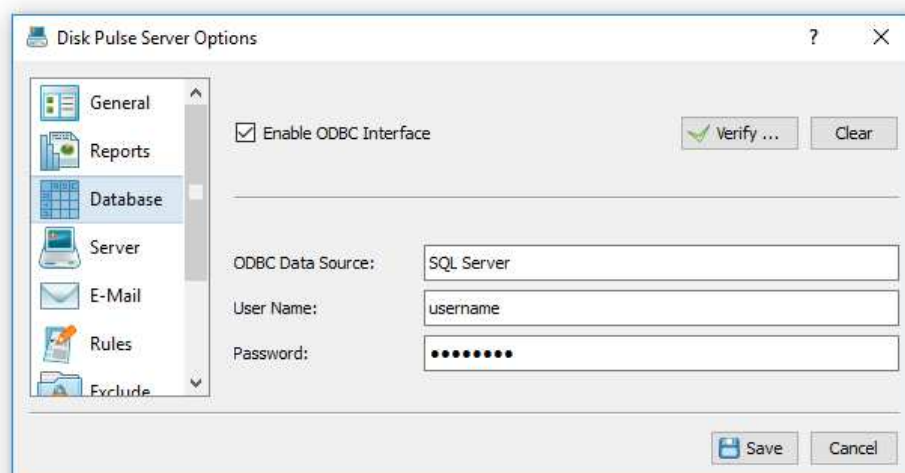 Disk Pulse Server Options
?
General
Reports
Database
Server
E-Mail
Rules
Exclude
Enable ODBC Interface
Verify ...
Clear
ODBC Data Source:
SQL Server
User Name:
username
Password:
●●●●●●●●
Save
Cancel